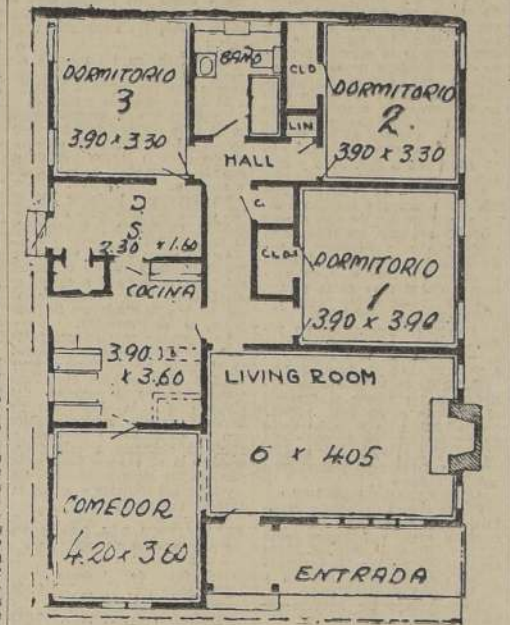 DORMITORIO
3
3.90 x 3.30
BAÑO
CLO
LIN
DORMITORIO
2.
3.90 x 3.30
HALL
D
S.
2.30 x 1.60
C.
CLO.
DORMITORIO
1
3.90 x 3.90
COCINA
3.90
x 3.60
LIVING ROOM
6 x 4.05
COMEDOR
4.20 x 3.60
ENTRADA